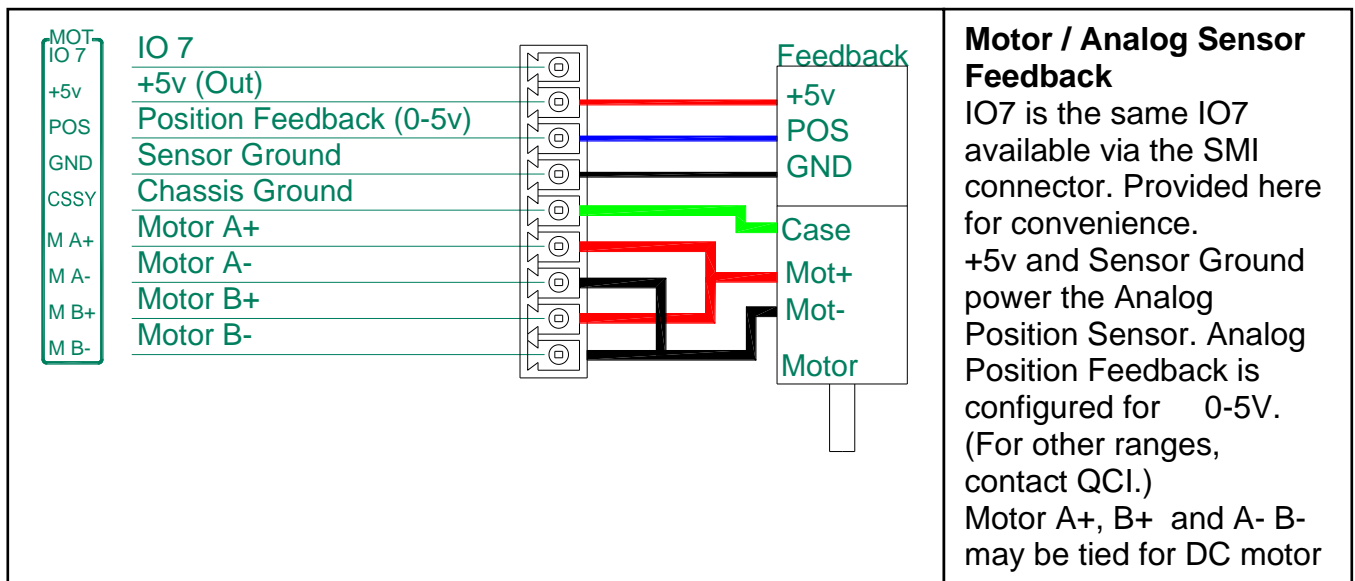 MOT
IO 7
+5v
POS
GND
CSSY
M A+
M A-
M B+
M B-
IO 7
+5v (Out)
Position Feedback (0-5v)
Sensor Ground
Chassis Ground
Motor A+
Motor A-
Motor B+
Motor B-
Feedback
+5v
POS
GND
Case
Mot+
Mot-
Motor
Motor / Analog Sensor
Feedback
IO7 is the same IO7
available via the SMI
connector. Provided here
for convenience.
+5v and Sensor Ground
power the Analog
Position Sensor. Analog
Position Feedback is
configured for 0-5V.
(For other ranges,
contact QCI.)
Motor A+, B+ and A- B-
may be tied for DC motor